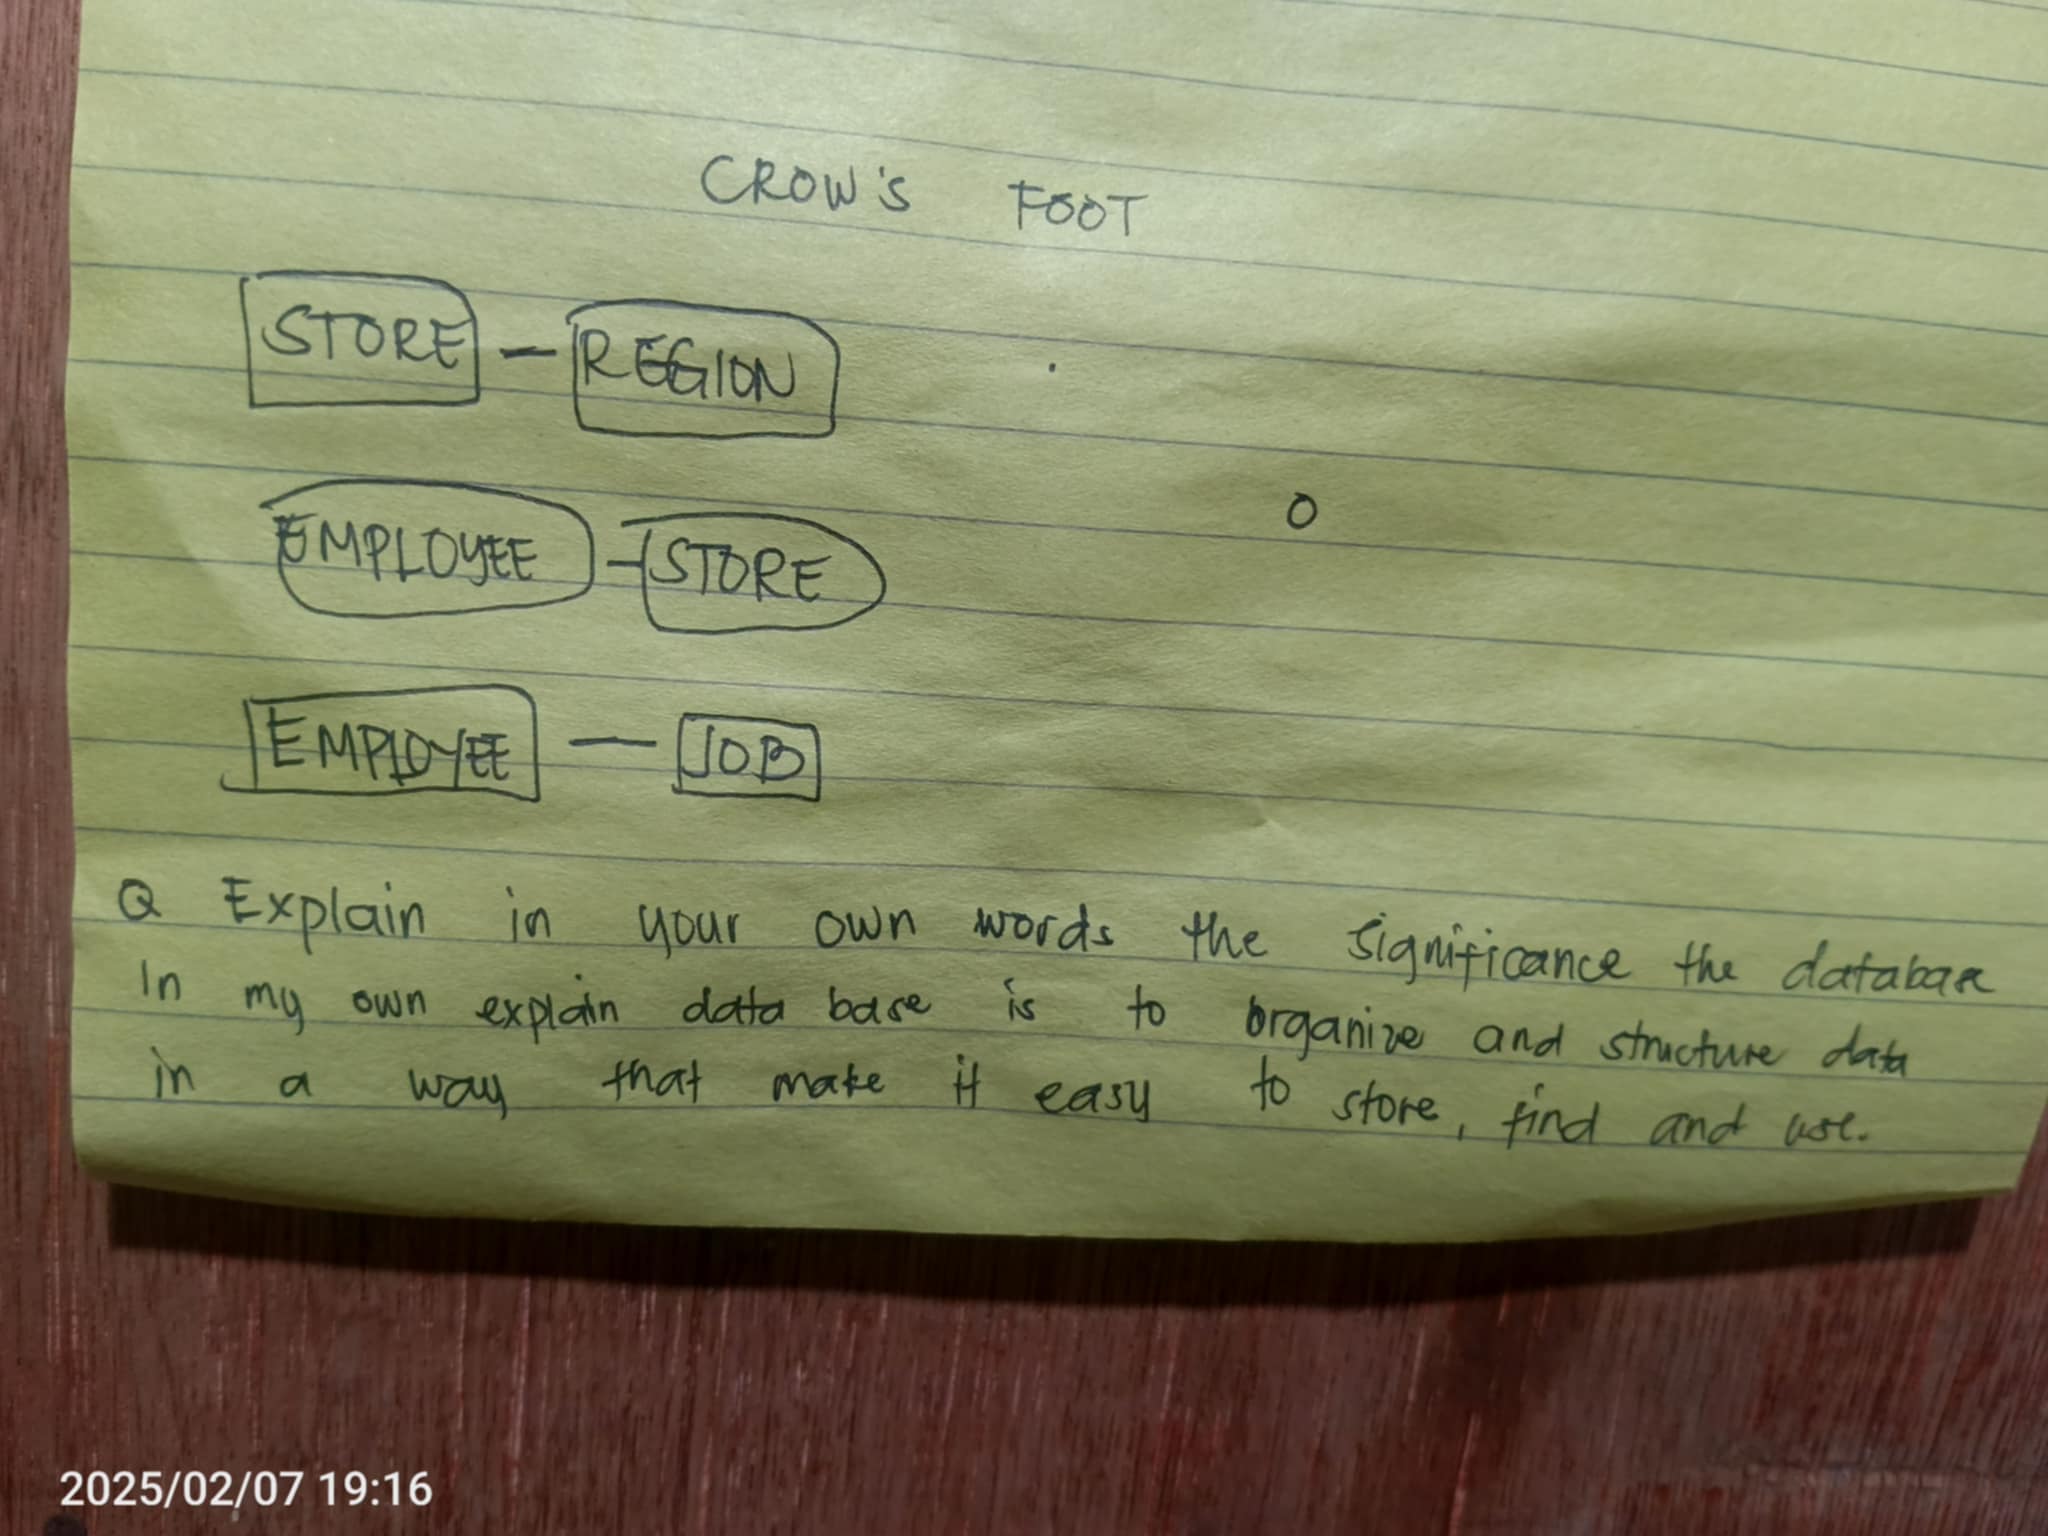 CROW'S FOOT
STORE — REGION
EMPLOYEE — STORE
EMPLOYEE — JOB
Q Explain in your own words the significance the database
In my own explain data base is to organize and structure data
in a way that make it easy to store, find and use.
2025/02/07 19:16